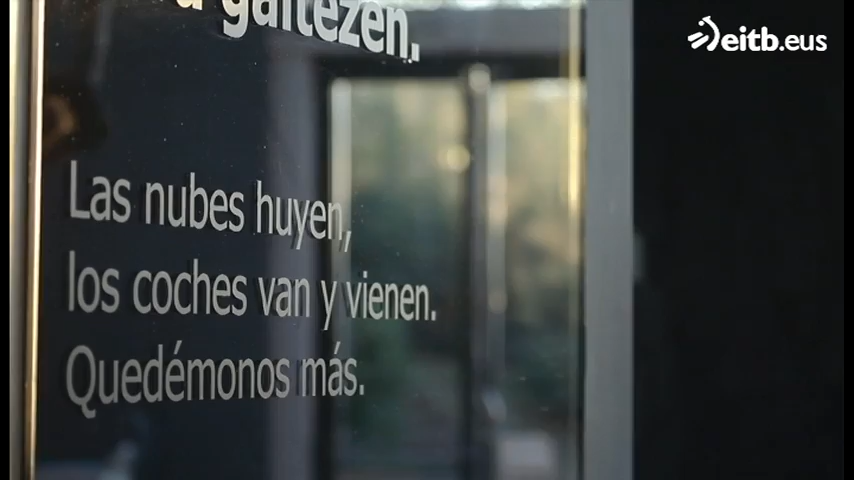 gaitezen.
Las nubes huyen,
los coches van y vienen.
Quedémonos más.
eitb.eus